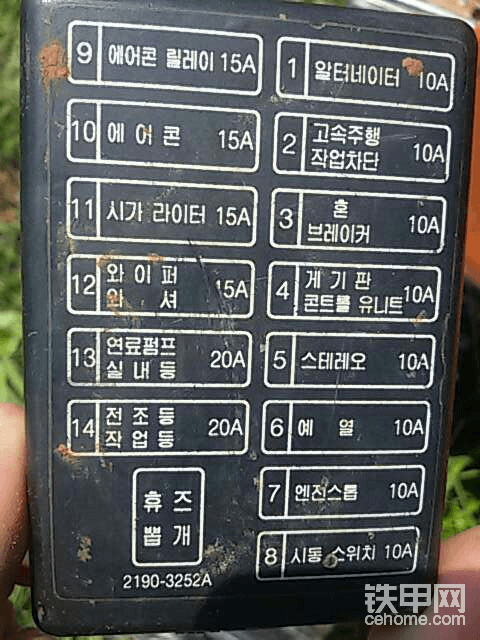 9 에어콘 릴레이 15A
10 에어콘 15A
11 시가 라이터 15A
12 와이퍼
와 셔 15A
13 연료펌프
실내등 20A
14 전조등
작업등 20A
휴즈
뽑개
2190-3252A
1 알터네이터 10A
2 고속주행
작업차단 10A
3 혼
브레이커 10A
4 게기판
콘트롤 유니트 10A
5 스테레오 10A
6 예열 10A
7 엔진스톱 10A
8 시동 스위치 10A
铁甲网
cehome.com